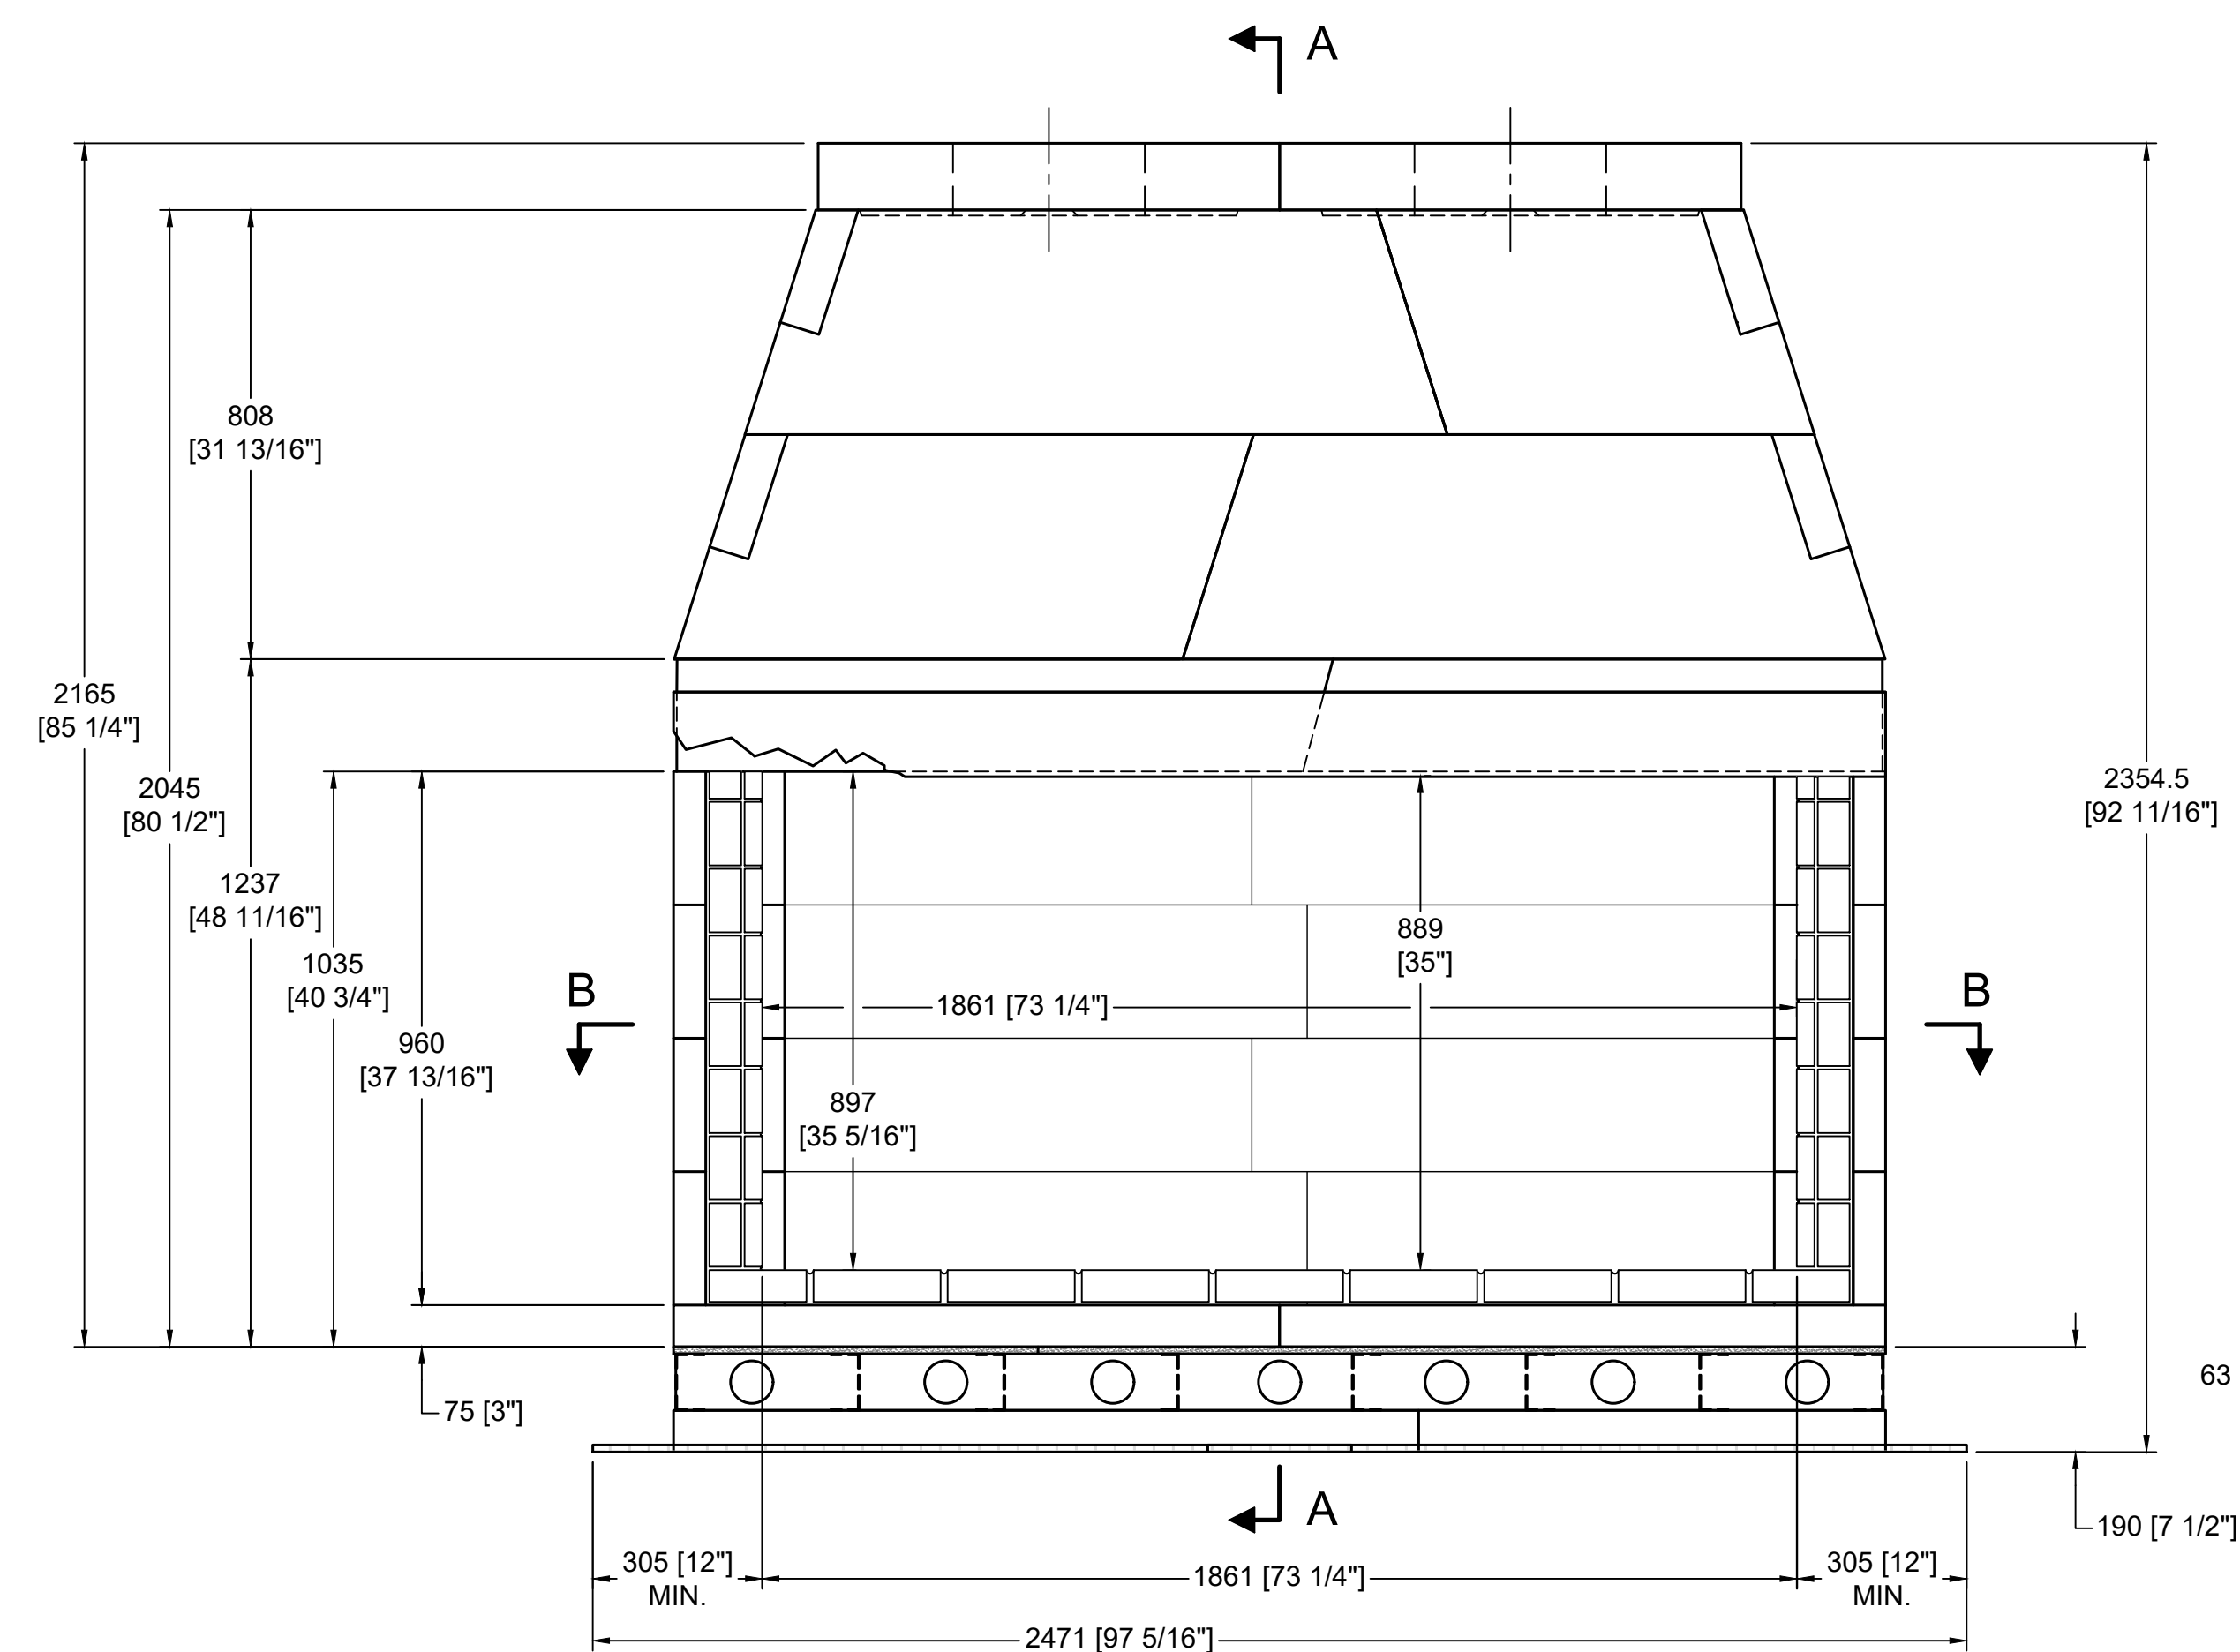 A
808
[31 13/16"]
2165
[85 1/4"]
2045
[80 1/2"]
2354.5
[92 11/16"]
1237
[48 11/16"]
889
[35"]
1035
[40 3/4"]
B
B
1861 [73 1/4"]
960
[37 13/16"]
897
[35 5/16"]
63
75 [3"]
A
190 [7 1/2"]
305 [12"]
MIN.
1861 [73 1/4"]
305 [12"]
MIN.
2471 [97 5/16"]